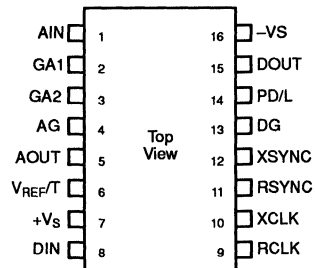 AIN 1 16 –VS
GA1 2 15 DOUT
GA2 3 14 PD/L
AG 4 13 DG
Top
View
AOUT 5 12 XSYNC
VREF/T 6 11 RSYNC
+VS 7 10 XCLK
DIN 8 9 RCLK